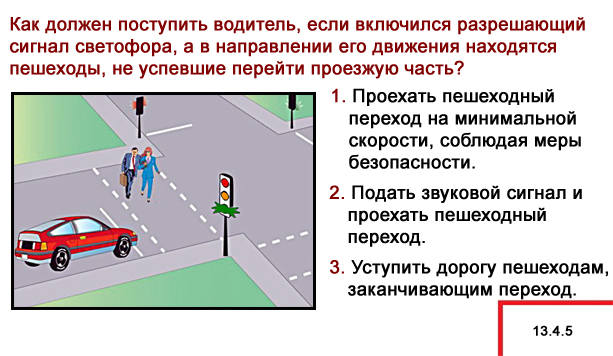 Как должен поступить водитель, если включился разрешающий
сигнал светофора, а в направлении его движения находятся
пешеходы, не успевшие перейти проезжую часть?
1. Проехать пешеходный
переход на минимальной
скорости, соблюдая меры
безопасности.
2. Подать звуковой сигнал и
проехать пешеходный
переход.
3. Уступить дорогу пешеходам,
заканчивающим переход.
13.4.5